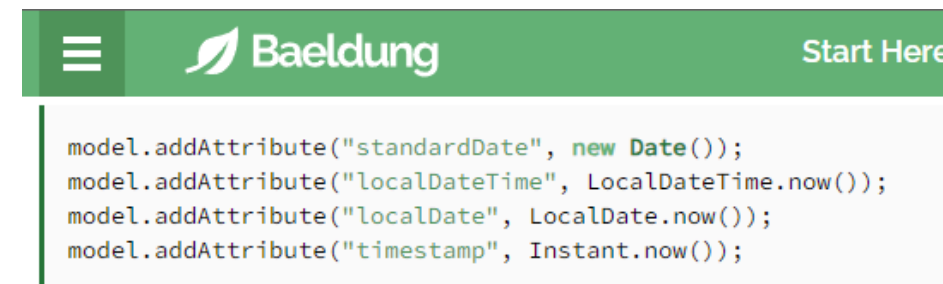 Baeldung
Start Here
model.addAttribute("standardDate", new Date());
model.addAttribute("localDateTime", LocalDateTime.now());
model.addAttribute("localDate", LocalDate.now());
model.addAttribute("timestamp", Instant.now());